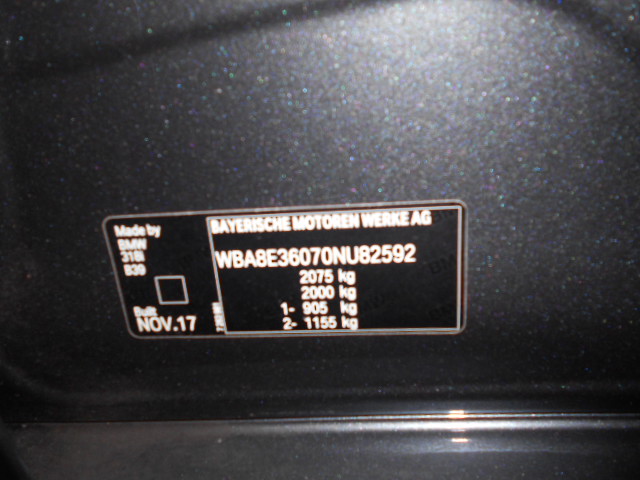 Made by
BMW
318i
B39
Built
NOV.17
BAYERISCHE MOTOREN WERKE AG
WBA8E36070NU82592
2075 kg
2000 kg
1- 905 kg
2- 1155 kg